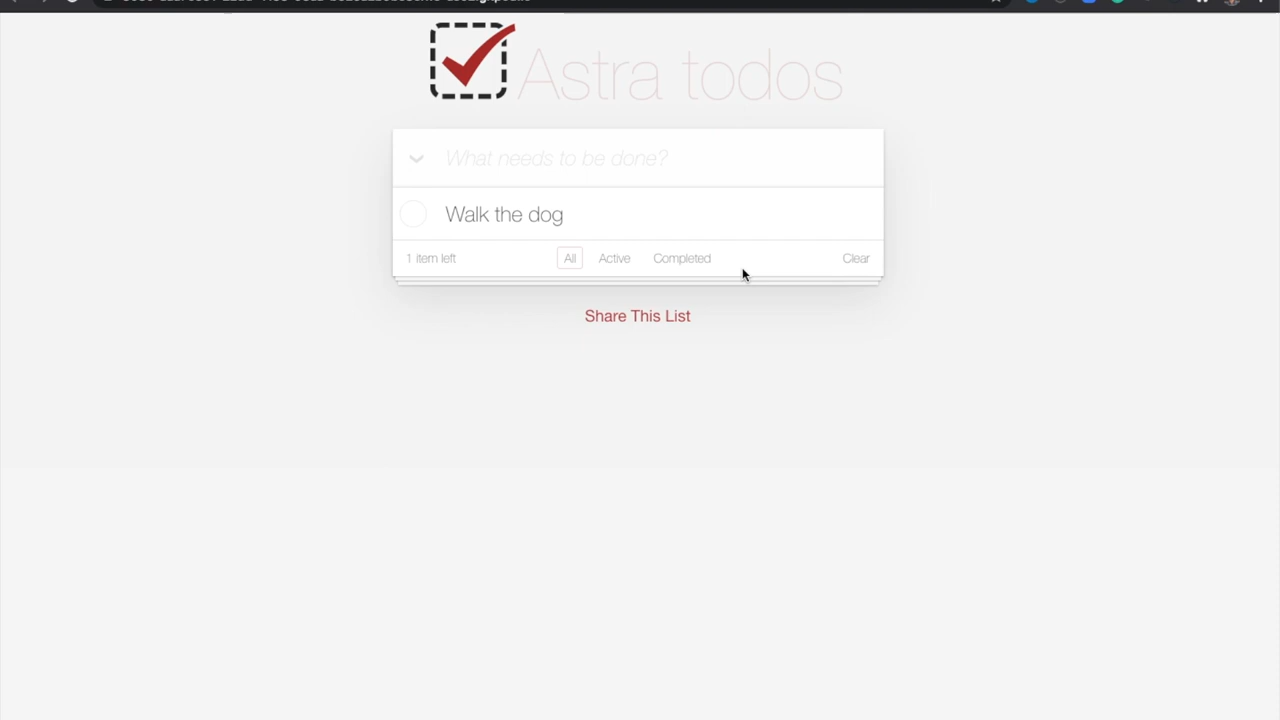 Astra todos
What needs to be done?
Walk the dog
1 item left All Active Completed Clear
Share This List